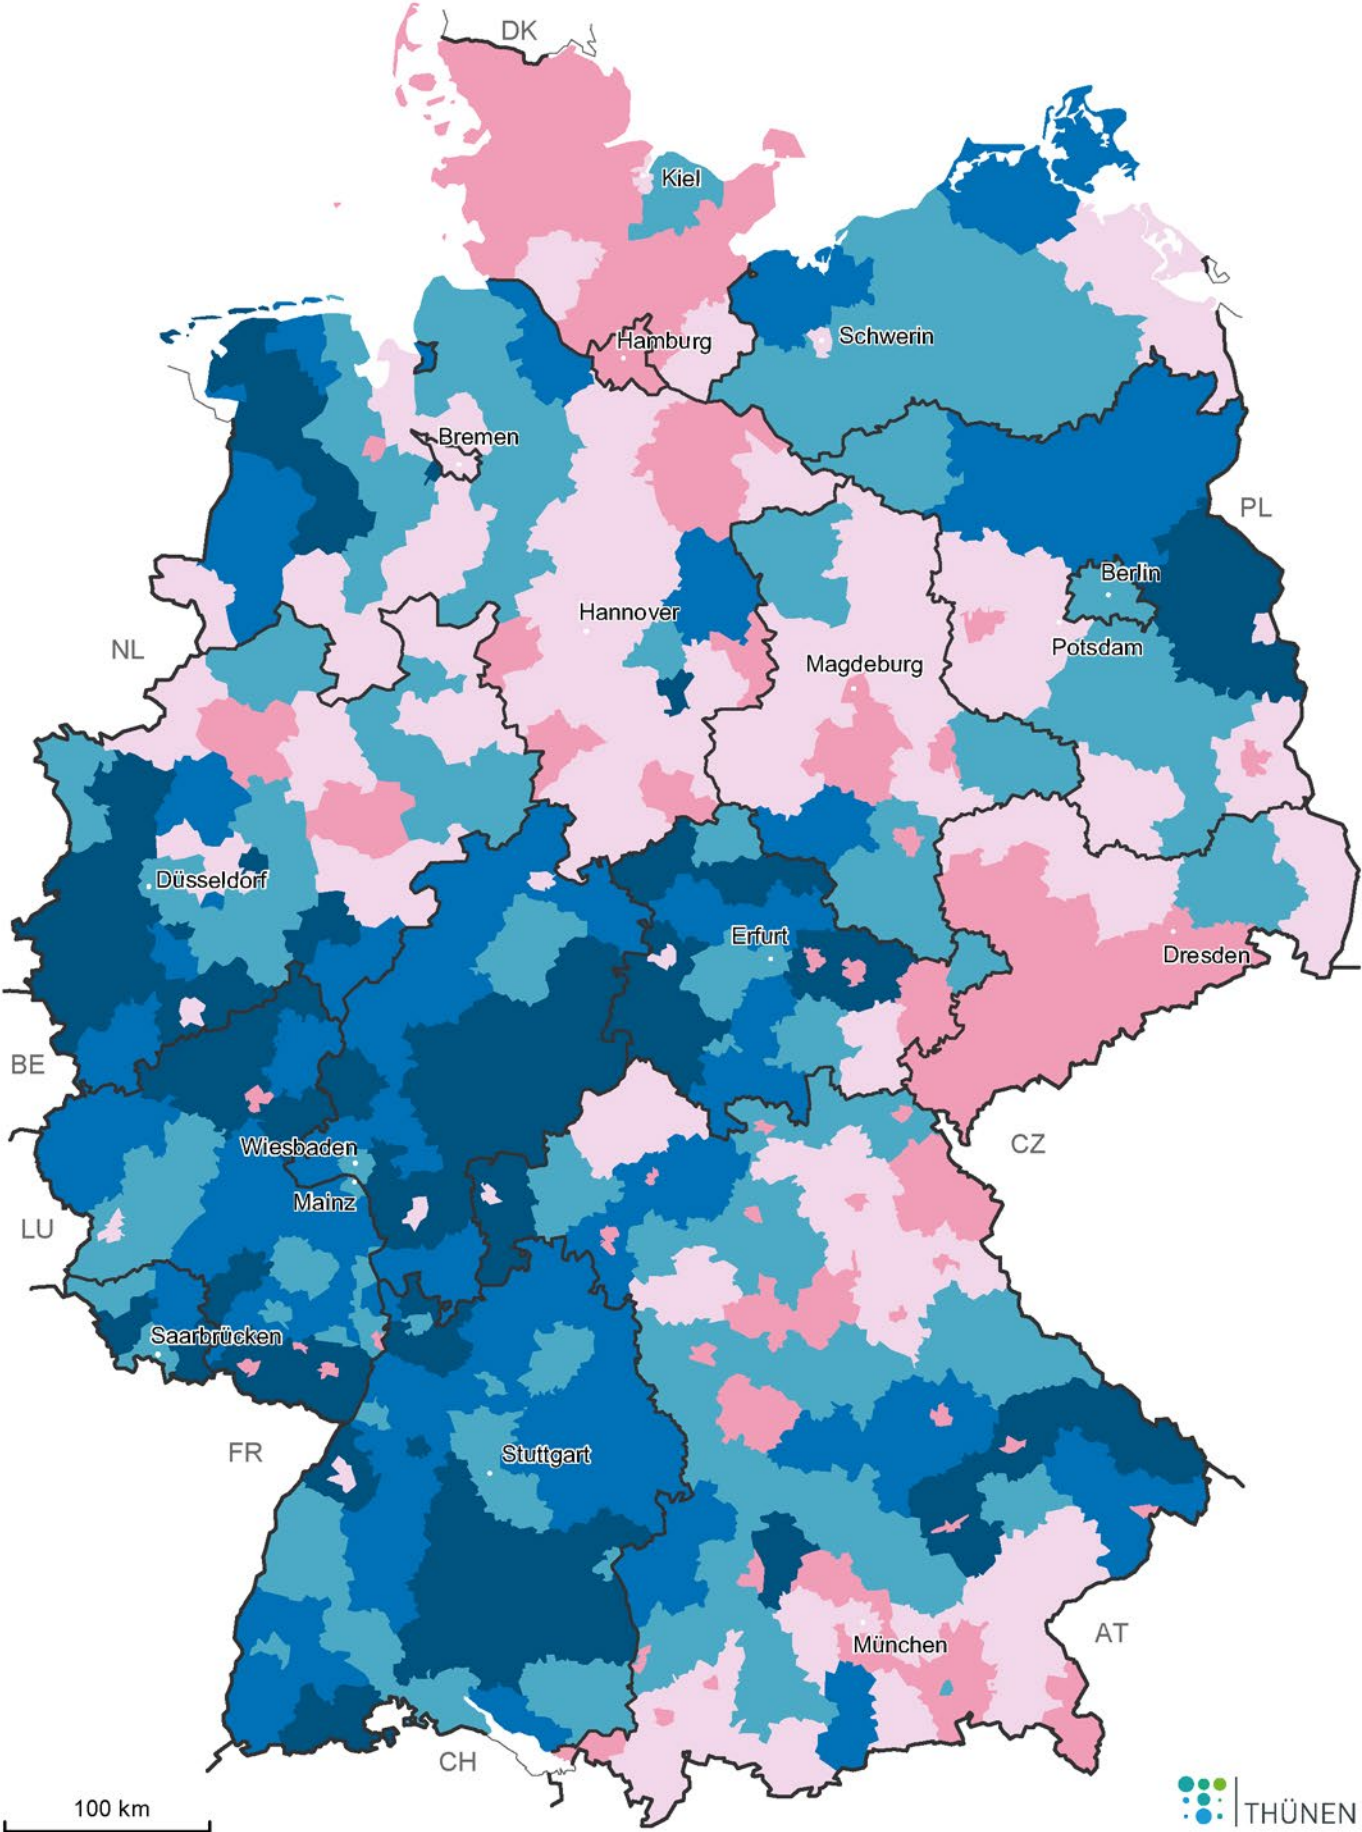 DK
Kiel
Schwerin
Hamburg
Bremen
PL
Berlin
Hannover
Potsdam
NL
Magdeburg
Düsseldorf
Erfurt
Dresden
BE
CZ
Wiesbaden
Mainz
LU
Saarbrücken
FR
Stuttgart
AT
München
CH
100 km
THÜNEN